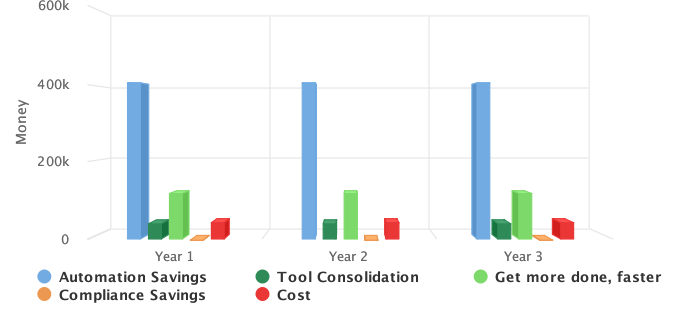 600k
400k
200k
0
Money
Year 1 Year 2 Year 3
Automation Savings Tool Consolidation Get more done, faster
Compliance Savings Cost